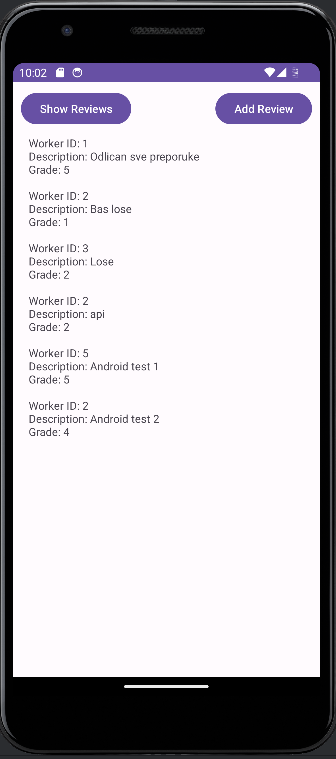 10:02
Show Reviews
Add Review
Worker ID: 1
Description: Odlican sve preporuke
Grade: 5
Worker ID: 2
Description: Bas lose
Grade: 1
Worker ID: 3
Description: Lose
Grade: 2
Worker ID: 2
Description: api
Grade: 2
Worker ID: 5
Description: Android test 1
Grade: 5
Worker ID: 2
Description: Android test 2
Grade: 4